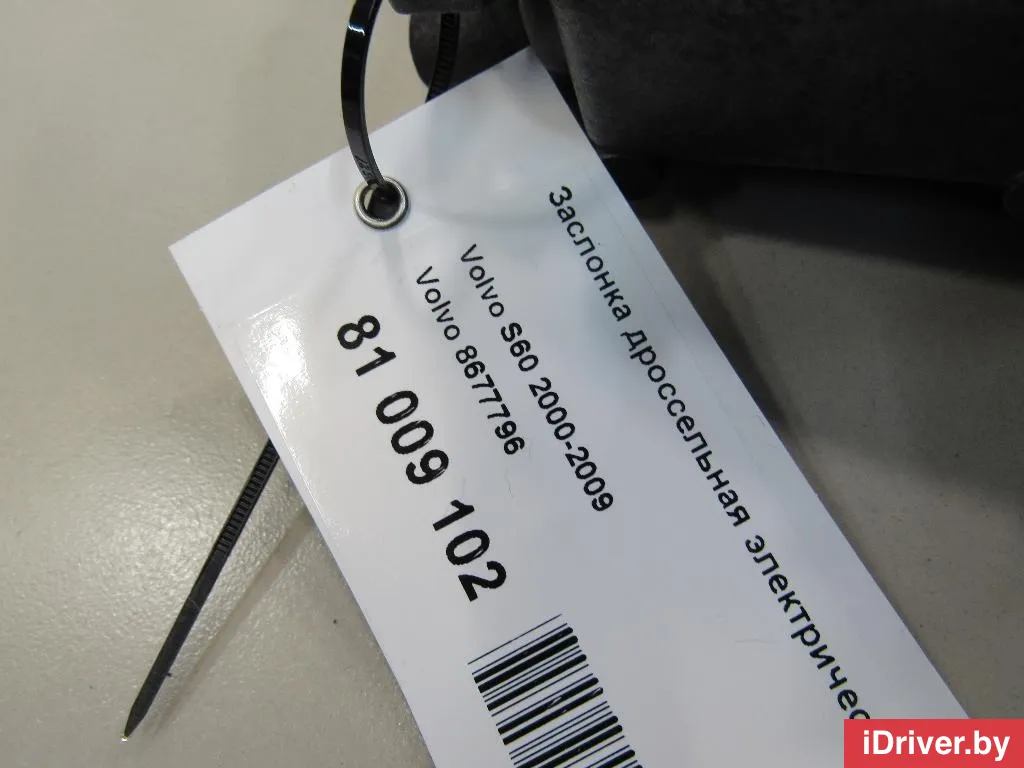 Заслонка дроссельная электричес
Volvo S60 2000-2009
Volvo 8677796
81 009 102
iDriver.by